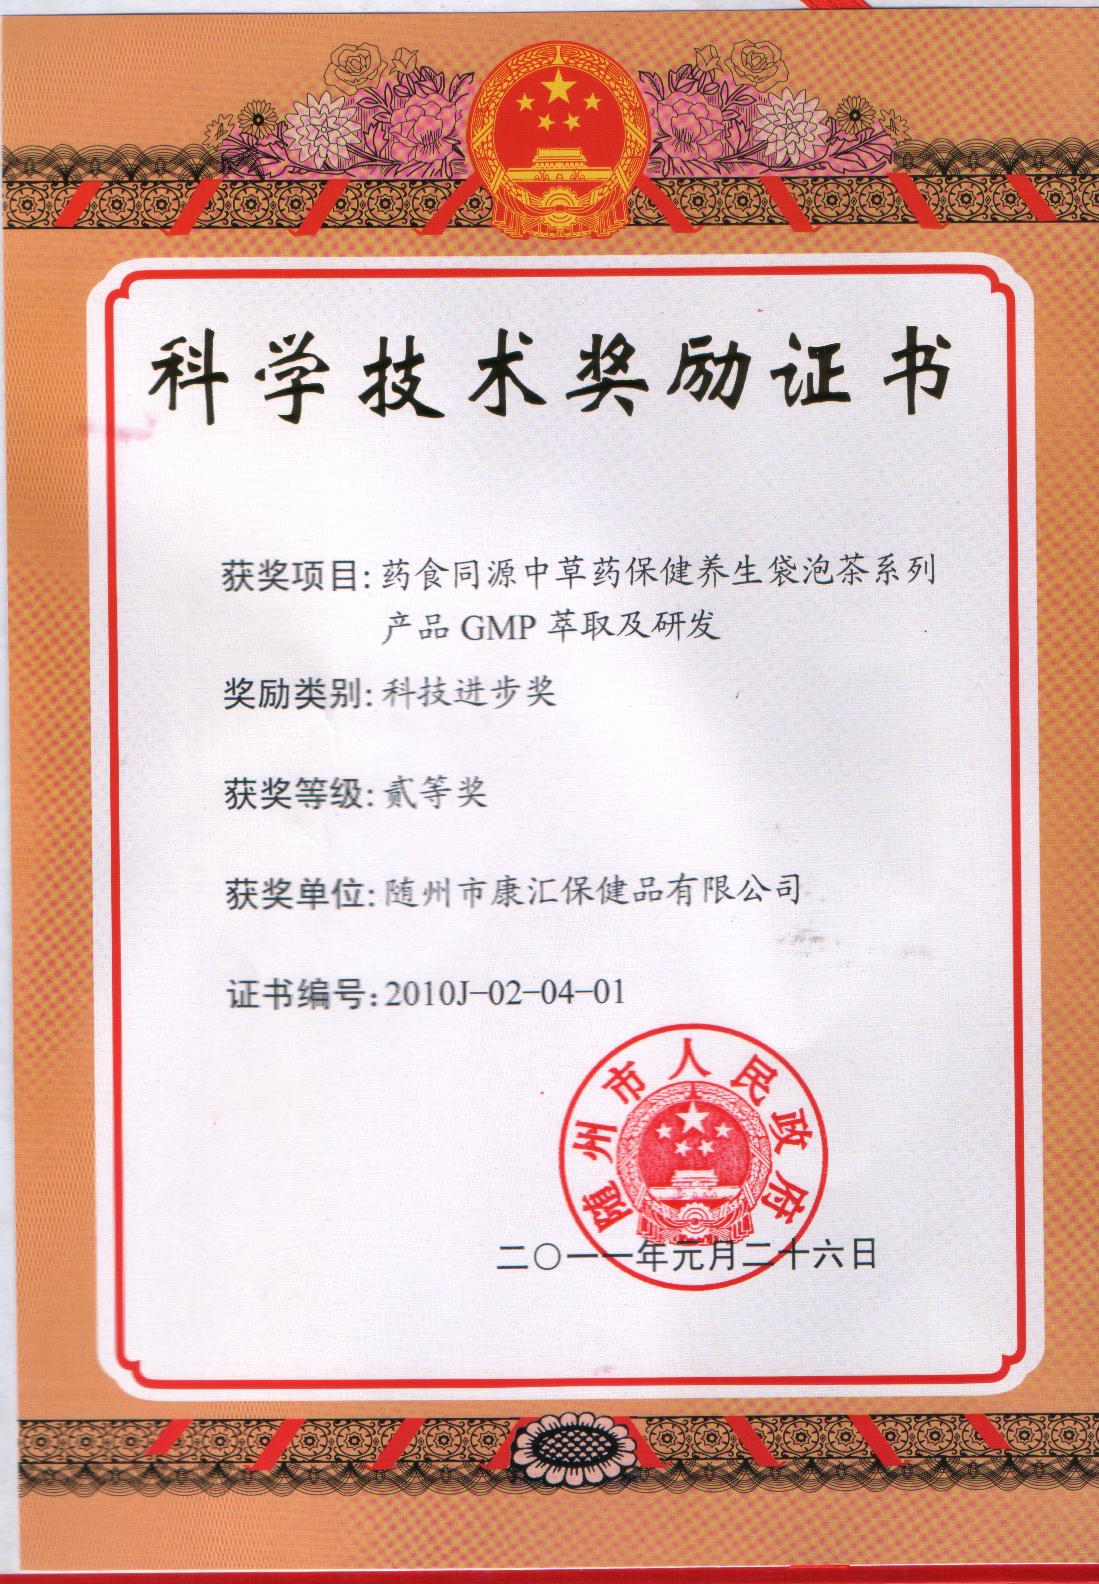 科学技术奖励证书
获奖项目:药食同源中草药保健养生袋泡茶系列
产品 GMP 萃取及研发
奖励类别:科技进步奖
获奖等级:贰等奖
获奖单位:随州市康汇保健品有限公司
证书编号:2010J-02-04-01
随州市人民政府
二〇一一年元月二十六日